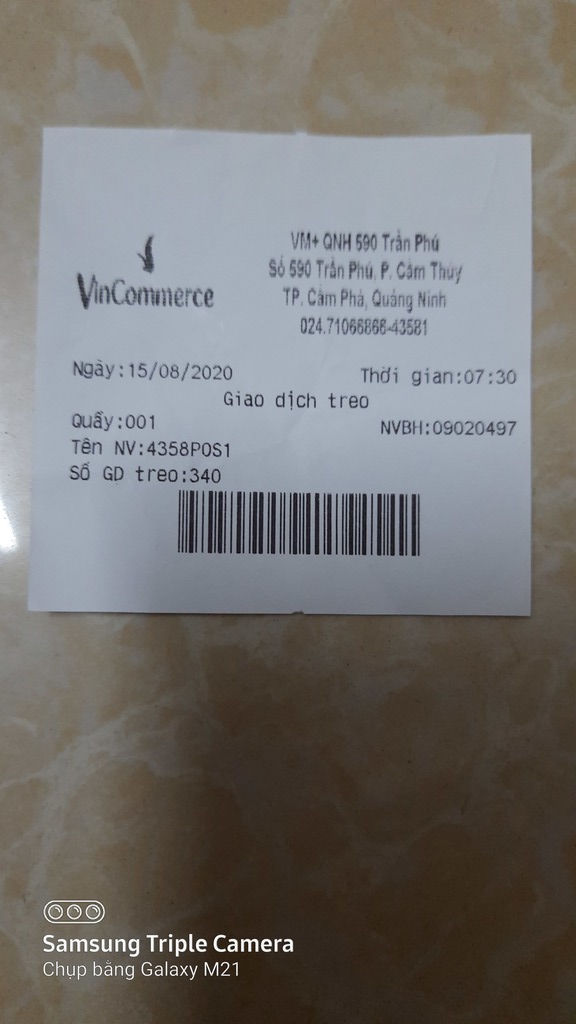 VinCommerce
VM+ QNH 590 Trần Phú
Số 590 Trần Phú, P. Cẩm Thủy
TP. Cẩm Phả, Quảng Ninh
024.71066866-43581
Ngày:15/08/2020 Thời gian:07:30
Giao dịch treo
Quầy:001 NVBH:09020497
Tên NV:4358POS1
Số GD treo:340
Samsung Triple Camera
Chụp bằng Galaxy M21